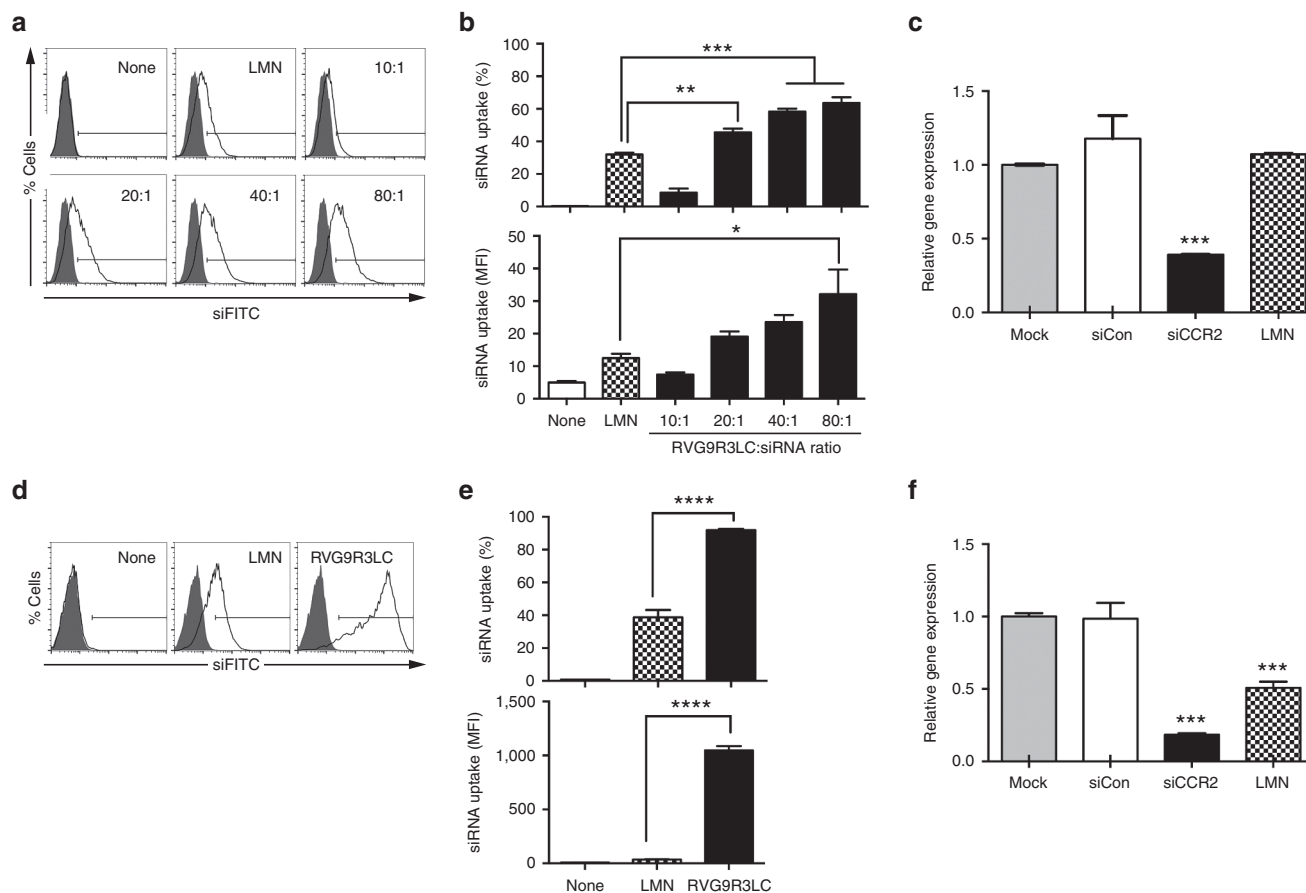 a
None
LMN
10:1
20:1
40:1
80:1
% Cells
siFITC
b
siRNA uptake (%)
100
80
60
40
20
0
***
**
siRNA uptake (MFI)
50
40
30
20
10
0
*
None
LMN
10:1
20:1
40:1
80:1
RVG9R3LC:siRNA ratio
c
Relative gene expression
1.5
1.0
0.5
0.0
***
Mock
siCon
siCCR2
LMN
d
None
LMN
RVG9R3LC
% Cells
siFITC
e
siRNA uptake (%)
100
80
60
40
20
0
****
siRNA uptake (MFI)
1,500
1,000
500
0
****
None
LMN
RVG9R3LC
f
Relative gene expression
1.5
1.0
0.5
0.0
***
***
Mock
siCon
siCCR2
LMN